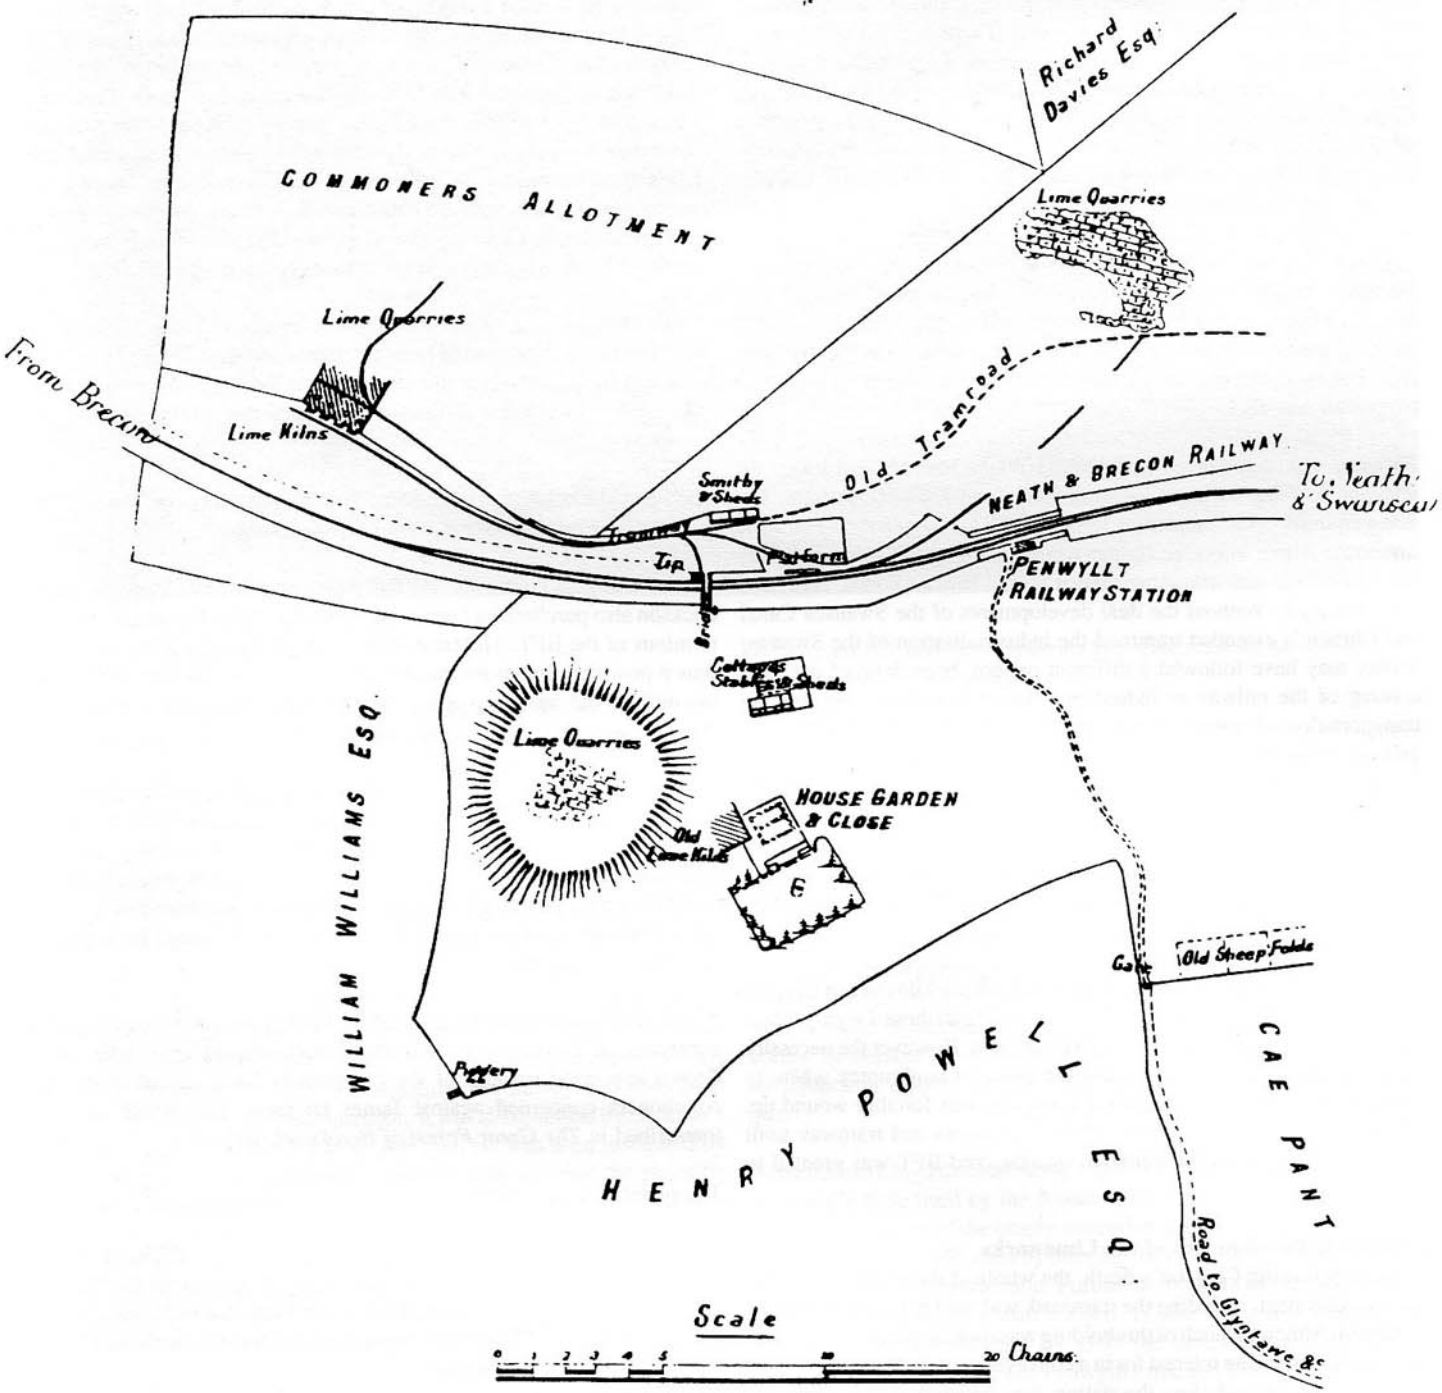 Richard
Davies Esq.
COMMONERS ALLOTMENT
Lime Quarries
Lime Quarries
From Brecon
Lime Kilns
Old Tramroad
Smithy
& Sheds
NEATH & BRECON RAILWAY
To Neath
& Swansea
Tramway
Tip
Platform
PENWYLLT
RAILWAY STATION
Bridge
Cottages
Stables & Sheds
WILLIAM WILLIAMS ESQ.
Lime Quarries
HOUSE GARDEN
& CLOSE
Old
Lime Kilns
Gate
Old Sheep Folds
HENRY POWELL ESQ.
CAE PANT
Road to Glyntawe &c
Scale
0 1 2 3 4 5 10 20 Chains.